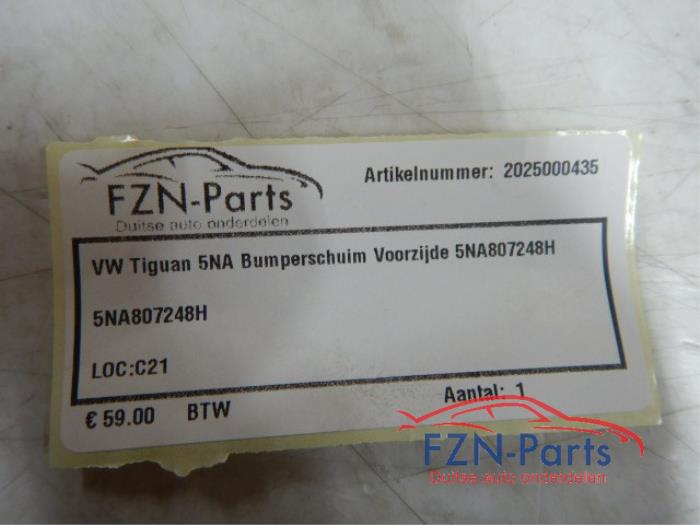 FZN-Parts
Duitse auto onderdelen
Artikelnummer: 2025000435
VW Tiguan 5NA Bumperschuim Voorzijde 5NA807248H
5NA807248H
LOC:C21
€ 59.00 BTW
Aantal: 1
FZN-Parts
Duitse auto onderdelen